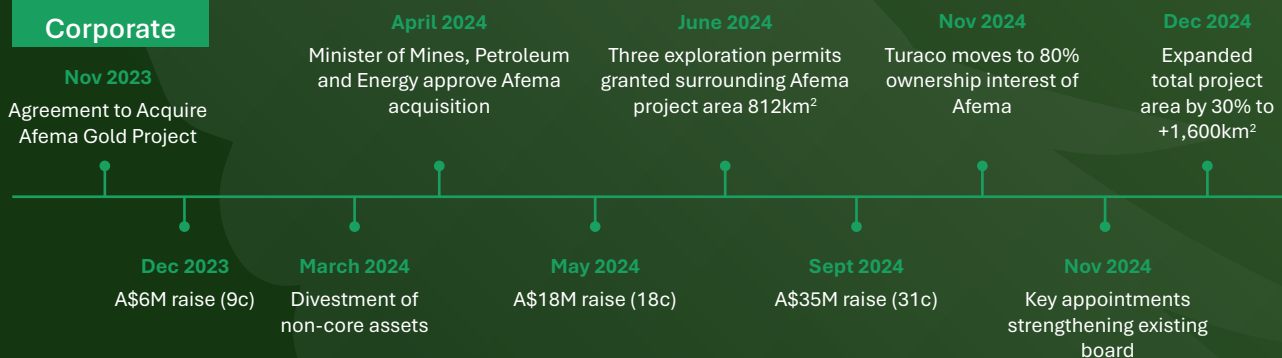 Corporate
Nov 2023
Agreement to Acquire
Afema Gold Project
April 2024
Minister of Mines, Petroleum
and Energy approve Afema
acquisition
June 2024
Three exploration permits
granted surrounding Afema
project area 812km²
Nov 2024
Turaco moves to 80%
ownership interest of
Afema
Dec 2024
Expanded
total project
area by 30% to
+1,600km²
Dec 2023
A$6M raise (9c)
March 2024
Divestment of
non-core assets
May 2024
A$18M raise (18c)
Sept 2024
A$35M raise (31c)
Nov 2024
Key appointments
strengthening existing
board